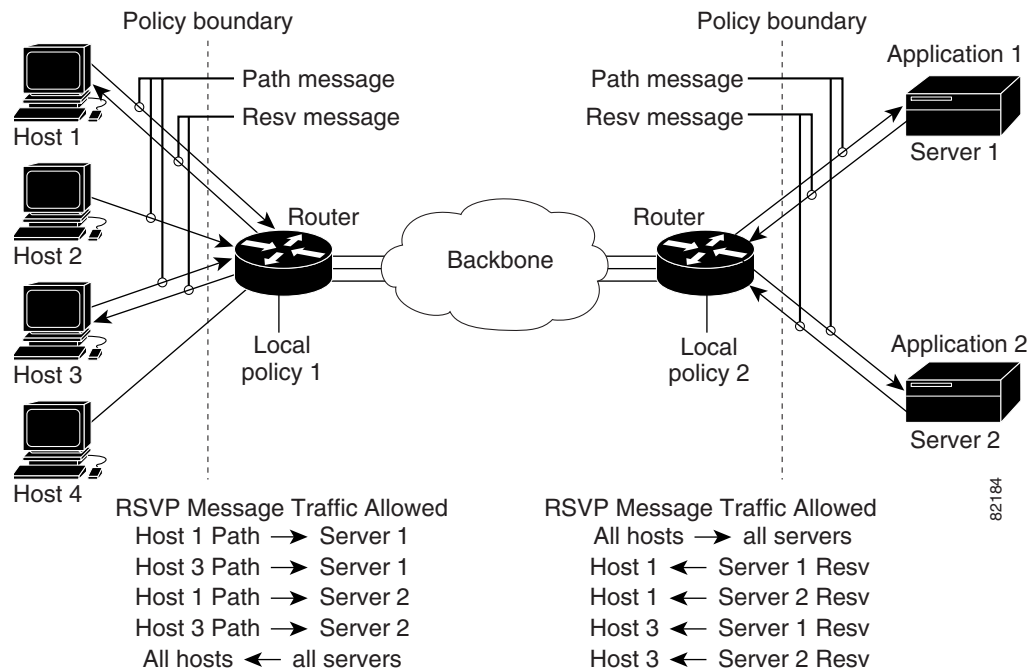 Policy boundary
Policy boundary
Application 1
Path message
Path message
Resv message
Resv message
Host 1
Server 1
Router
Router
Host 2
Backbone
Host 3
Local
policy 1
Local
policy 2
Application 2
Server 2
Host 4
82184
RSVP Message Traffic Allowed
Host 1 Path → Server 1
Host 3 Path → Server 1
Host 1 Path → Server 2
Host 3 Path → Server 2
All hosts ← all servers
RSVP Message Traffic Allowed
All hosts → all servers
Host 1 ← Server 1 Resv
Host 1 ← Server 2 Resv
Host 3 ← Server 1 Resv
Host 3 ← Server 2 Resv